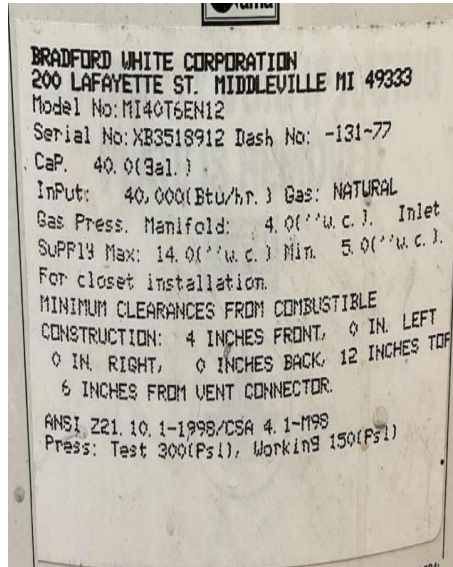 BRADFORD WHITE CORPORATION
200 LAFAYETTE ST. MIDDLEVILLE MI 49333
Model No:MI40T6EN12
Serial No:XB3518912 Dash No: -131-77
CaP. 40.0(9al.)
InPut: 40,000(Btu/hr.) Gas: NATURAL
Gas Press. Manifold: 4.0(''w.c.). Inlet
SuPPl9 Max: 14.0(''w.c.) Min. 5.0(''w.c.).
For closet installation.
MINIMUM CLEARANCES FROM COMBUSTIBLE
CONSTRUCTION: 4 INCHES FRONT, 0 IN. LEFT
0 IN. RIGHT, 0 INCHES BACK, 12 INCHES TOP
6 INCHES FROM VENT CONNECTOR.
ANSI Z21.10.1-1998/CSA 4.1-M98
Press: Test 300(Psi), Workin9 150(Psi)